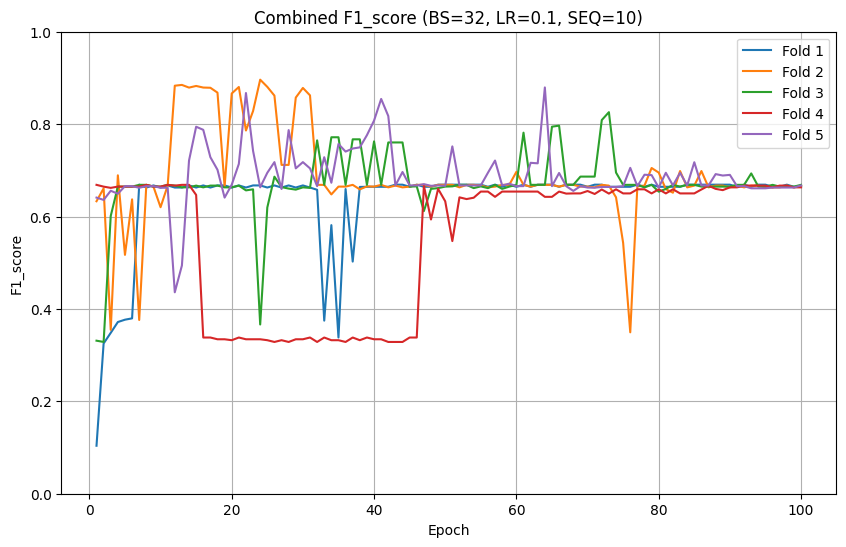 Combined F1_score (BS=32, LR=0.1, SEQ=10)
1.0
0.8
0.6
0.4
0.2
0.0
F1_score
0 20 40 60 80 100
Epoch
Fold 1
Fold 2
Fold 3
Fold 4
Fold 5